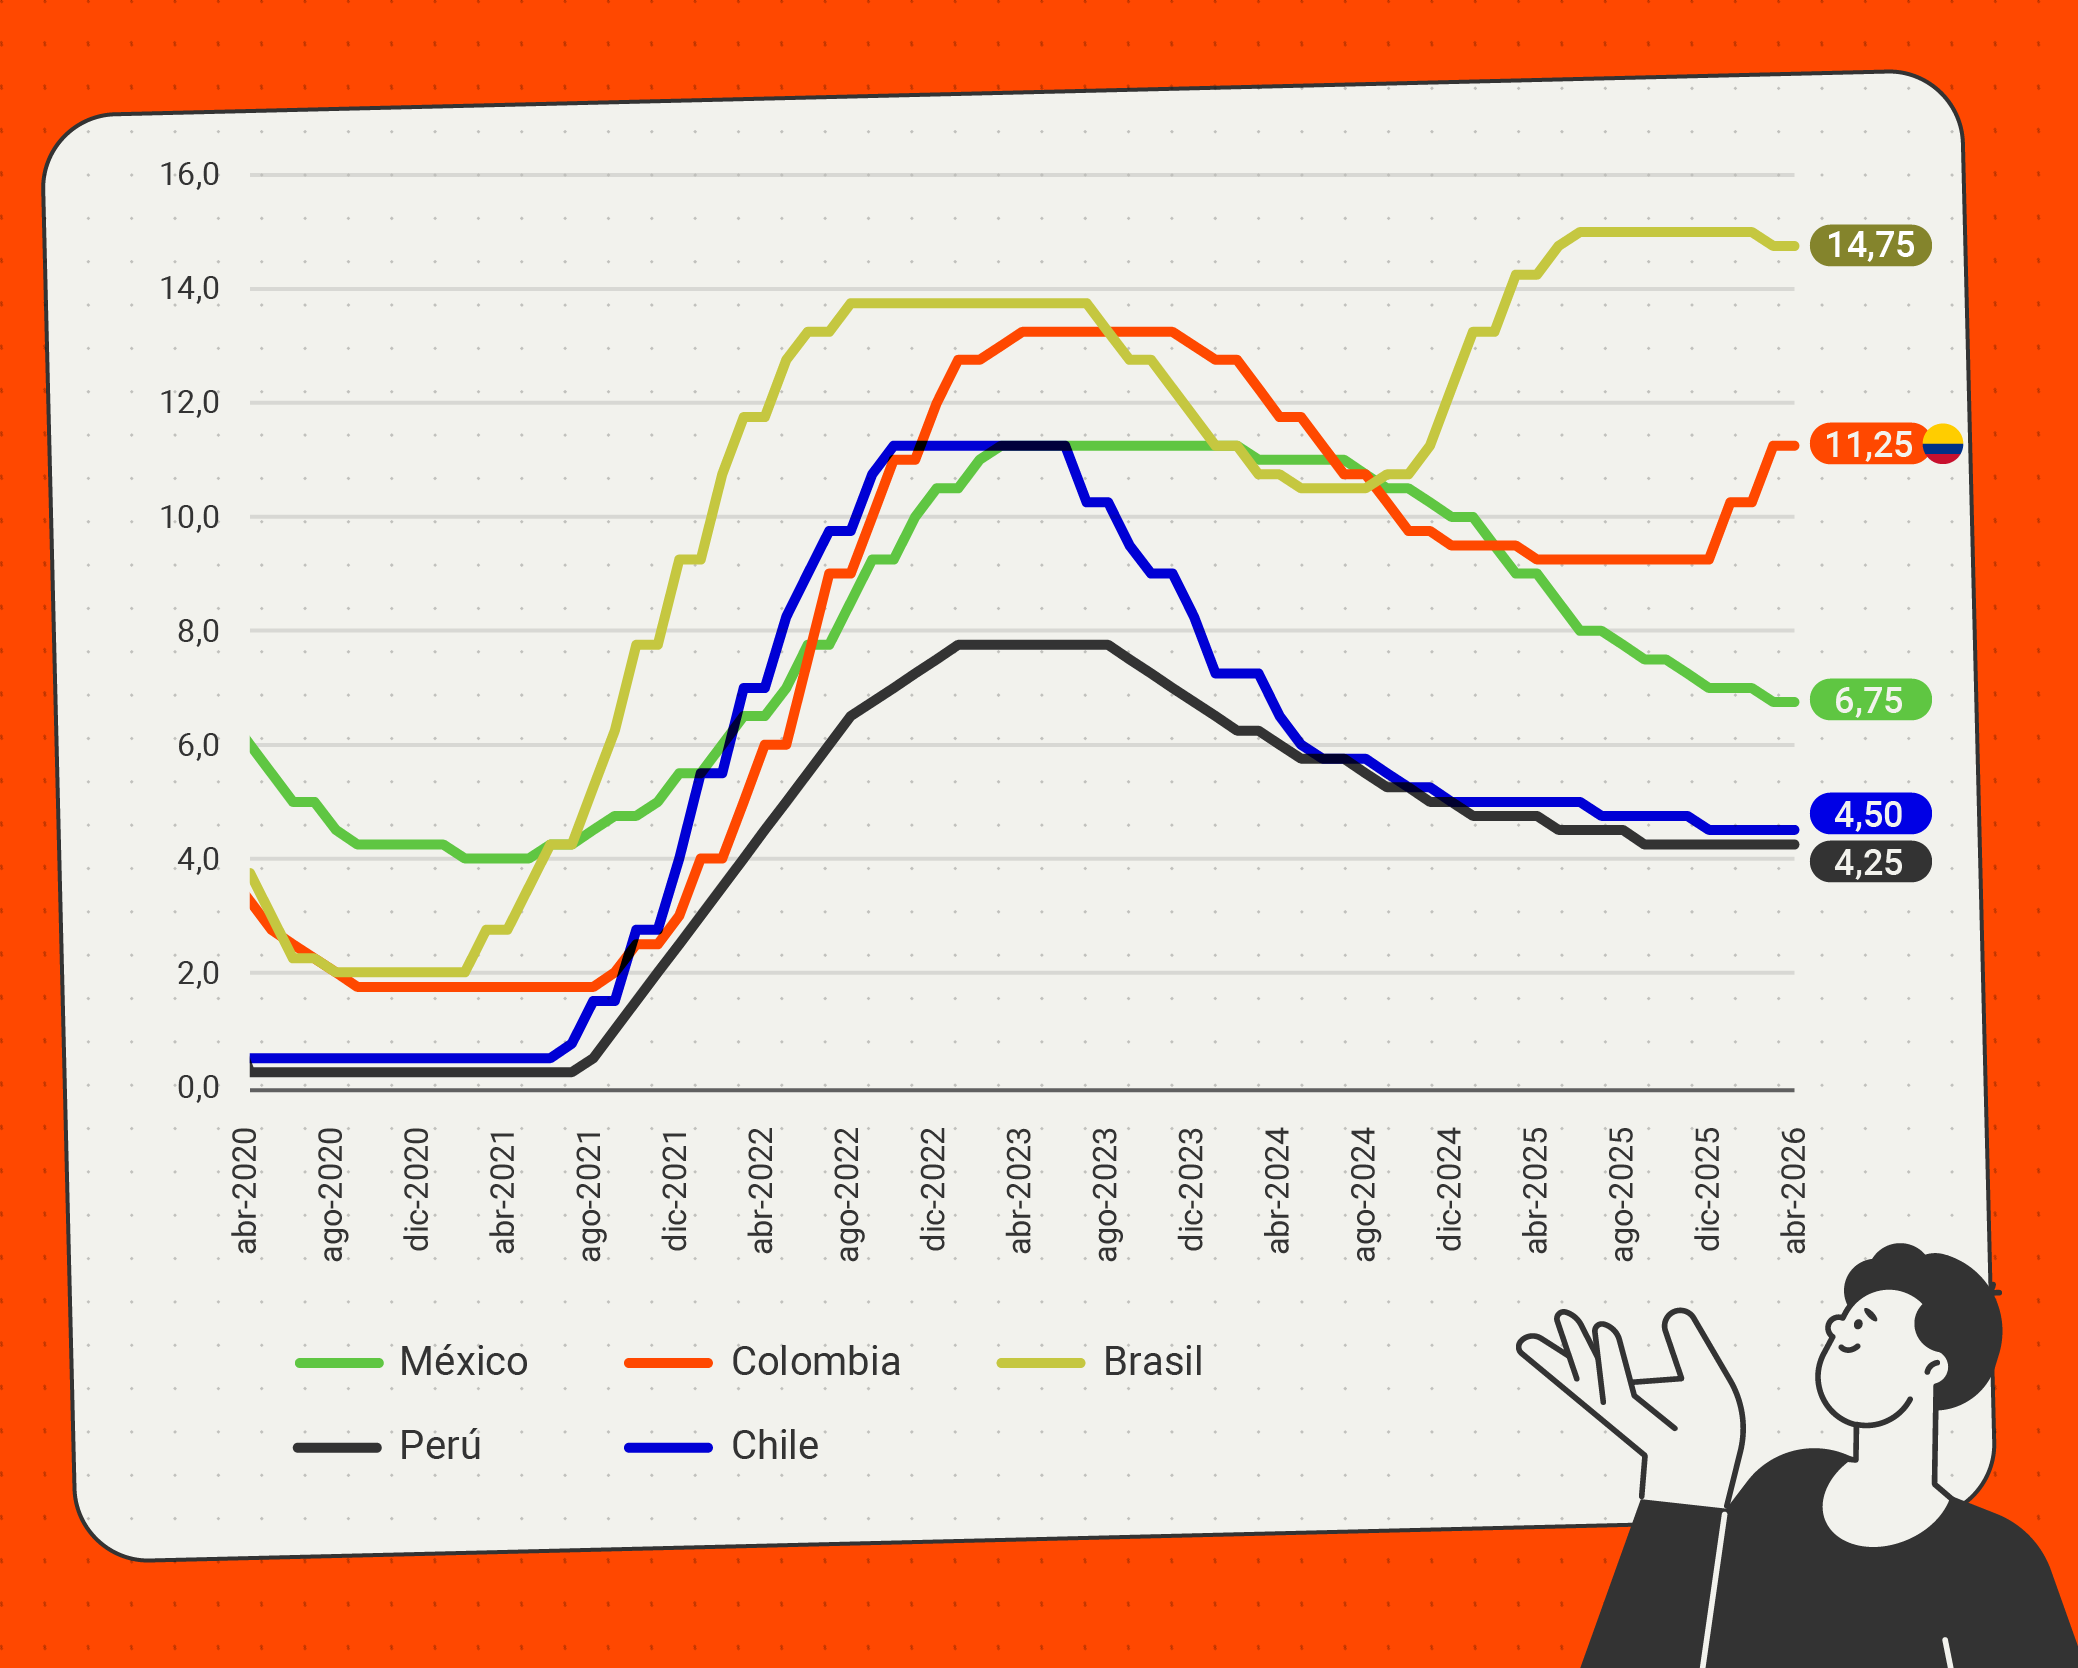 16,0
14,0
12,0
10,0
8,0
6,0
4,0
2,0
0,0
14,75
11,25
6,75
4,50
4,25
abr-2020
ago-2020
dic-2020
abr-2021
ago-2021
dic-2021
abr-2022
ago-2022
dic-2022
abr-2023
ago-2023
dic-2023
abr-2024
ago-2024
dic-2024
abr-2025
ago-2025
dic-2025
abr-2026
México Colombia Brasil
Perú Chile